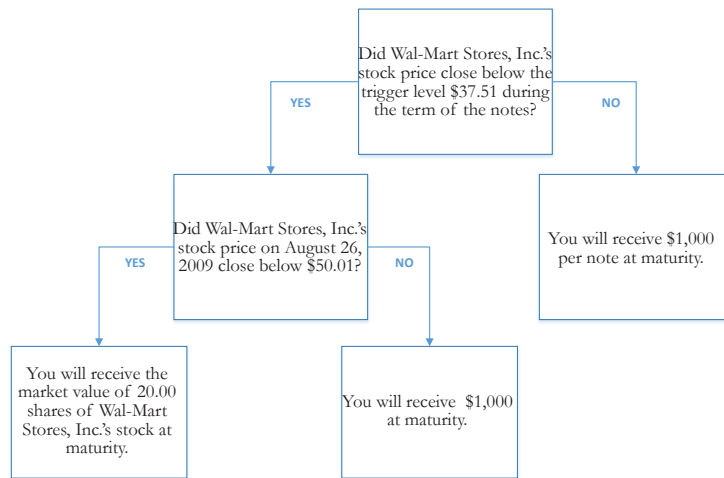 Did Wal-Mart Stores, Inc.'s
stock price close below the
trigger level $37.51 during
the term of the notes?
YES
NO
Did Wal-Mart Stores, Inc.'s
stock price on August 26,
2009 close below $50.01?
You will receive $1,000
per note at maturity.
YES
NO
You will receive the
market value of 20.00
shares of Wal-Mart
Stores, Inc.'s stock at
maturity.
You will receive $1,000
at maturity.